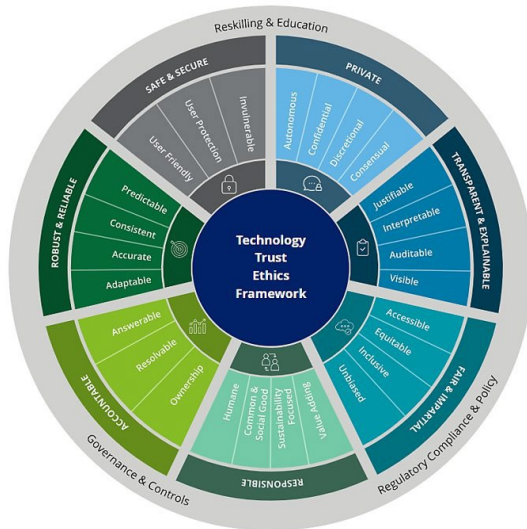 Reskilling & Education
SAFE & SECURE
User Friendly
User Protection
Invulnerable
PRIVATE
Autonomous
Confidential
Discretional
Consensual
TRANSPARENT & EXPLAINABLE
Justifiable
Interpretable
Auditable
Visible
FAIR & IMPARTIAL
Accessible
Equitable
Inclusive
Unbiased
Regulatory Compliance & Policy
RESPONSIBLE
Humane
Common &
Social Good
Sustainability
Focused
Value Adding
Governance & Controls
ACCOUNTABLE
Answerable
Resolvable
Ownership
ROBUST & RELIABLE
Predictable
Consistent
Accurate
Adaptable
Technology
Trust
Ethics
Framework